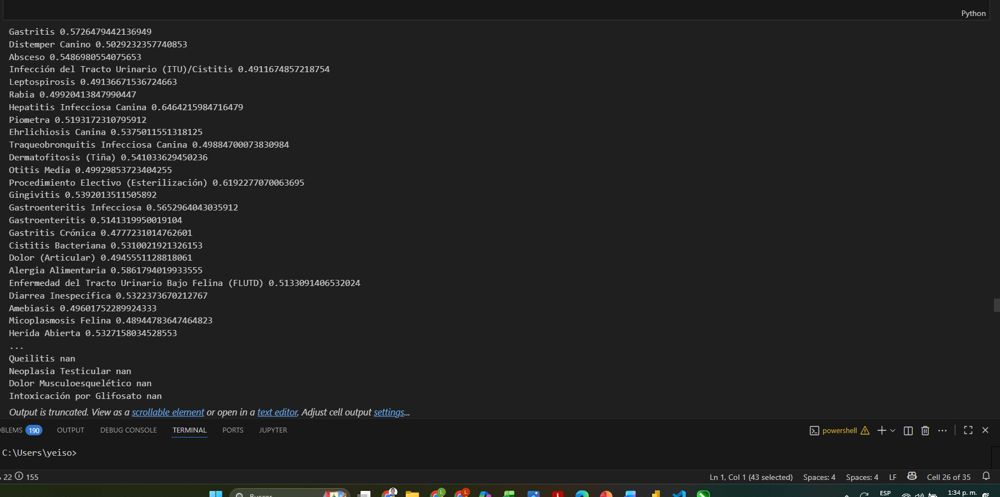 Python
Gastritis 0.5726479442136949
Distemper Canino 0.5029232357740853
Absceso 0.5486980554075653
Infección del Tracto Urinario (ITU)/Cistitis 0.4911674857218754
Leptospirosis 0.49136671536724663
Rabia 0.49920413847990447
Hepatitis Infecciosa Canina 0.6464215984716479
Piometra 0.5193172310795912
Ehrlichiosis Canina 0.5375011551318125
Traqueobronquitis Infecciosa Canina 0.49884700073830984
Dermatofitosis (Tiña) 0.541033629450236
Otitis Media 0.49929853723404255
Procedimiento Electivo (Esterilización) 0.6192277070063695
Gingivitis 0.5392013511505892
Gastroenteritis Infecciosa 0.5652964043035912
Gastroenteritis 0.5141319950019104
Gastritis Crónica 0.4777231014762601
Cistitis Bacteriana 0.5310021921326153
Dolor (Articular) 0.4945551128818061
Alergia Alimentaria 0.5861794019933555
Enfermedad del Tracto Urinario Bajo Felina (FLUTD) 0.5133091406532024
Diarrea Inespecífica 0.5322373670212767
Amebiasis 0.49601752289924333
Micoplasmosis Felina 0.48944783647464823
Herida Abierta 0.5327158034528553
...
Queilitis nan
Neoplasia Testicular nan
Dolor Musculoesquelético nan
Intoxicación por Glifosato nan
Output is truncated. View as a scrollable element or open in a text editor. Adjust cell output settings...
OBLEMS 190 OUTPUT DEBUG CONSOLE TERMINAL PORTS JUPYTER powershell
C:\Users\yeiso>
22 155 Ln 1, Col 1 (43 selected) Spaces: 4 Spaces: 4 LF Cell 26 of 35
Buscar L L ESP 1:34 p. m.